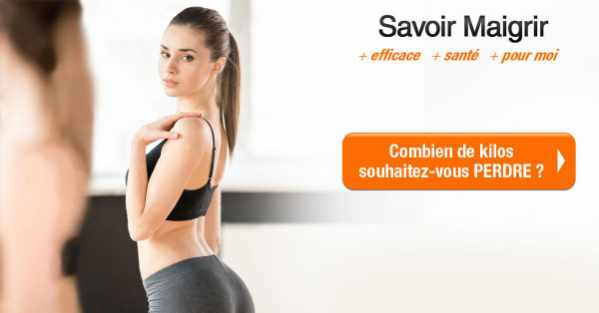 Savoir Maigrir
+ efficace + santé + pour moi
Combien de kilos
souhaitez-vous PERDRE ?